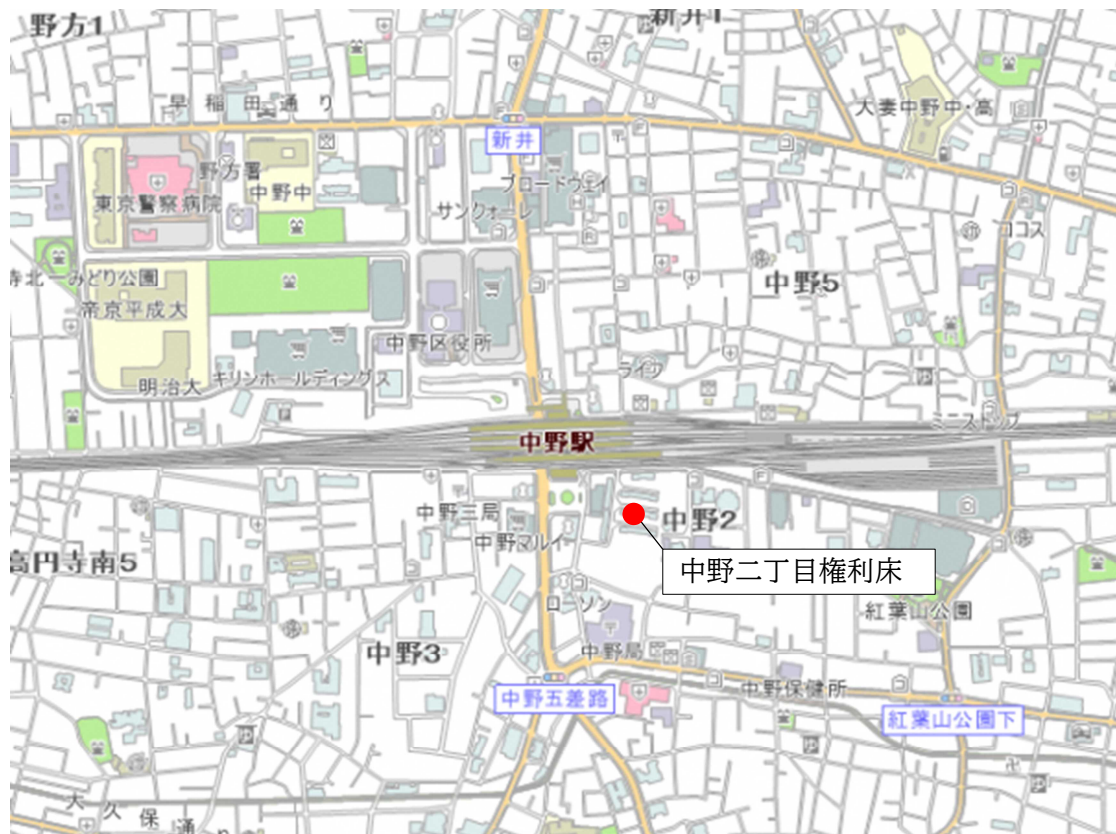 野方1
新井1
早稲田通り
大妻中野中・高
新井
野方署
中野中
ブロードウェイ
東京警察病院
サンクォーレ
ココス
寺北一みどり公園
中野5
帝京平成大
中野区役所
ライフ
明治大
キリンホールディングス
ミニストップ
中野駅
中野三局
中野2
中野マルイ
高円寺南5
中野二丁目権利床
ローソン
紅葉山公園
中野3
中野局
中野保健所
中野五差路
紅葉山公園下
大久保通り